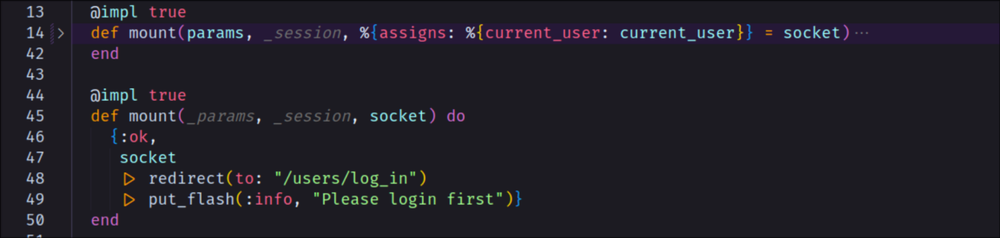 13 @impl true
14 > def mount(params, _session, %{assigns: %{current_user: current_user}} = socket)···
42 end
43
44 @impl true
45 def mount(_params, _session, socket) do
46 {:ok,
47 socket
48 |> redirect(to: "/users/log_in")
49 |> put_flash(:info, "Please login first")}
50 end